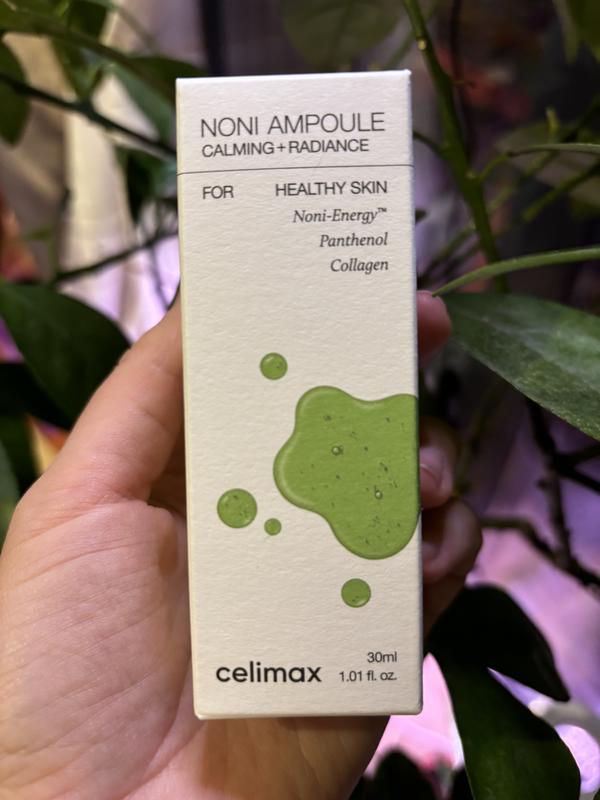 NONI AMPOULE
CALMING+RADIANCE
FOR HEALTHY SKIN
Noni-Energy™
Panthenol
Collagen
30ml
celimax 1.01 fl. oz.